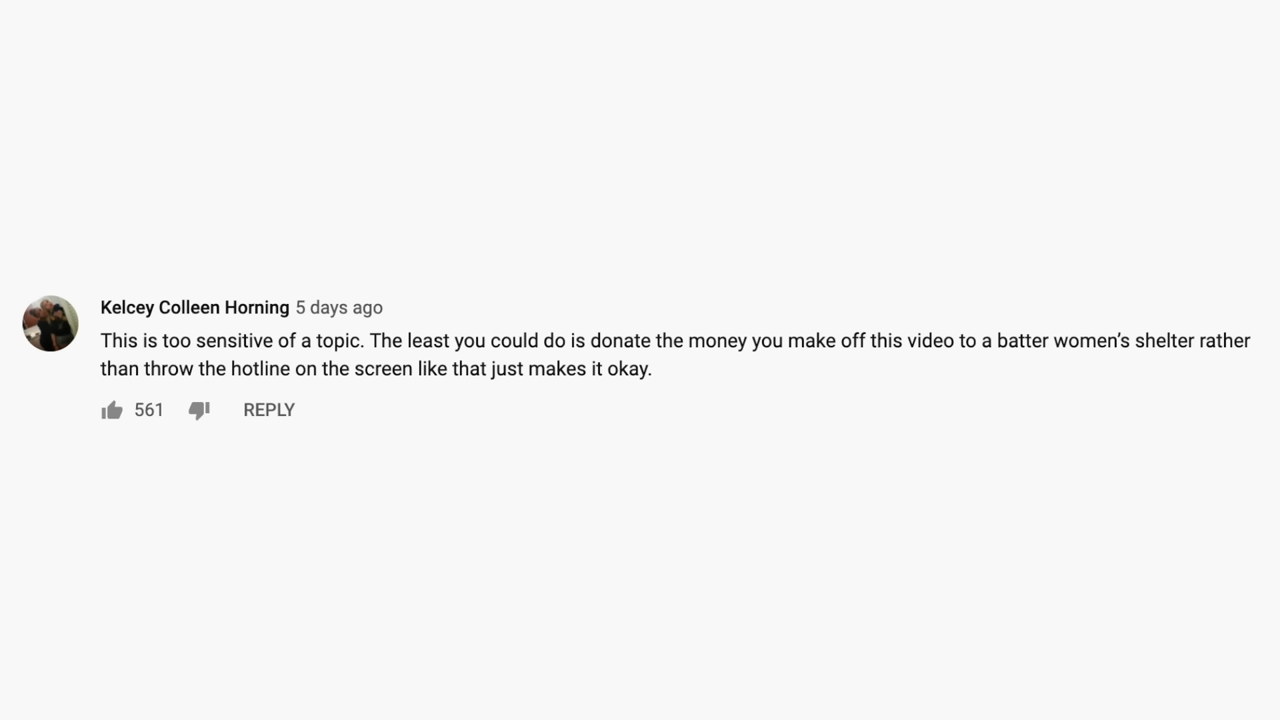 Kelcey Colleen Horning 5 days ago
This is too sensitive of a topic. The least you could do is donate the money you make off this video to a batter women’s shelter rather
than throw the hotline on the screen like that just makes it okay.
561 REPLY